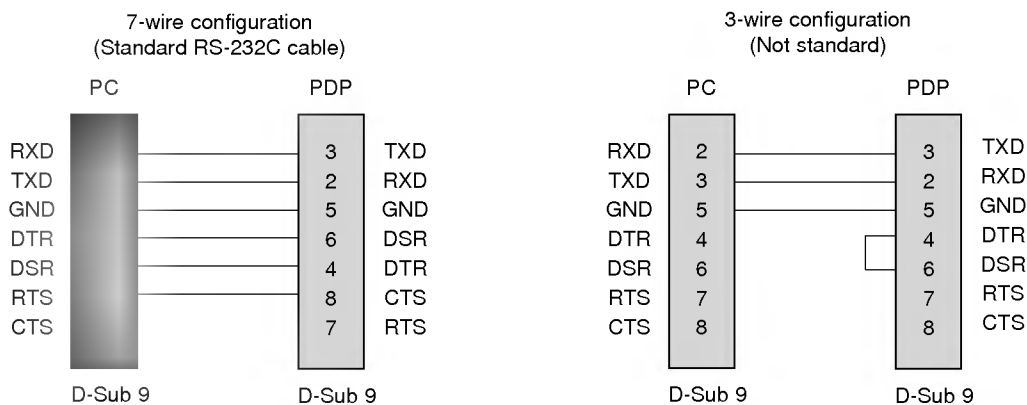 7-wire configuration
(Standard RS-232C cable)
PC PDP
RXD 3 TXD
TXD 2 RXD
GND 5 GND
DTR 6 DSR
DSR 4 DTR
RTS 8 CTS
CTS 7 RTS
D-Sub 9 D-Sub 9
3-wire configuration
(Not standard)
PC PDP
RXD 2 3 TXD
TXD 3 2 RXD
GND 5 5 GND
DTR 4 4 DTR
DSR 6 6 DSR
RTS 7 7 RTS
CTS 8 8 CTS
D-Sub 9 D-Sub 9